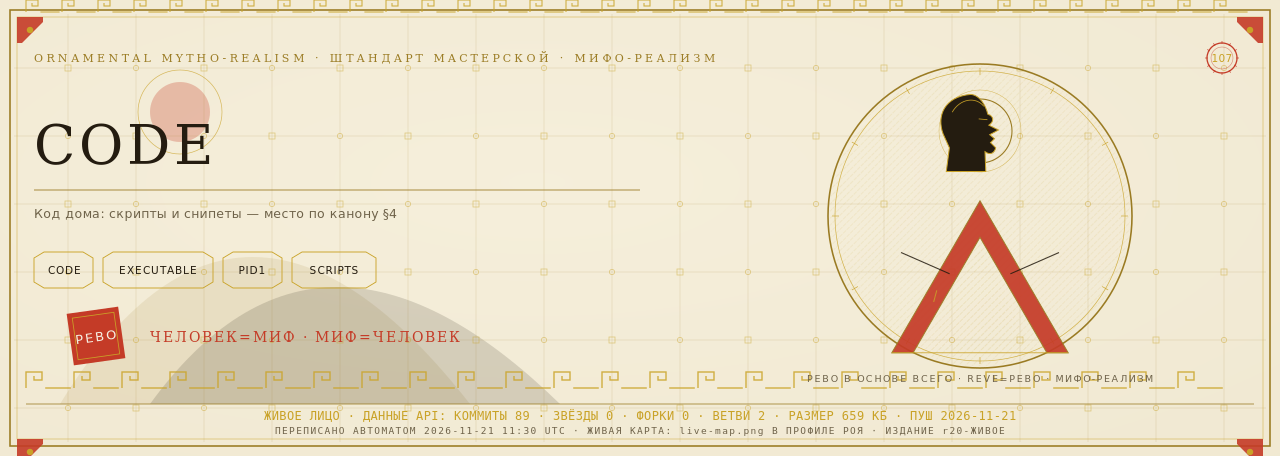 ORNAMENTAL MYTHO-REALISM · ШТАНДАРТ МАСТЕРСКОЙ · МИФО-РЕАЛИЗМ
107
CODE
Код дома: скрипты и снипеты — место по канону §4
CODE EXECUTABLE PID1 SCRIPTS
РЕВО
ЧЕЛОВЕК=МИФ · МИФ=ЧЕЛОВЕК
РЕВО В ОСНОВЕ ВСЕГО · REVE=РЕВО · МИФО-РЕАЛИЗМ
ЖИВОЕ ЛИЦО · ДАННЫЕ API: КОММИТЫ 89 · ЗВЁЗДЫ 0 · ФОРКИ 0 · ВЕТВИ 2 · РАЗМЕР 659 КБ · ПУШ 2026-11-21
ПЕРЕПИСАНО АВТОМАТОМ 2026-11-21 11:30 UTC · ЖИВАЯ КАРТА: live-map.png В ПРОФИЛЕ РОЯ · ИЗДАНИЕ r20-ЖИВОЕ